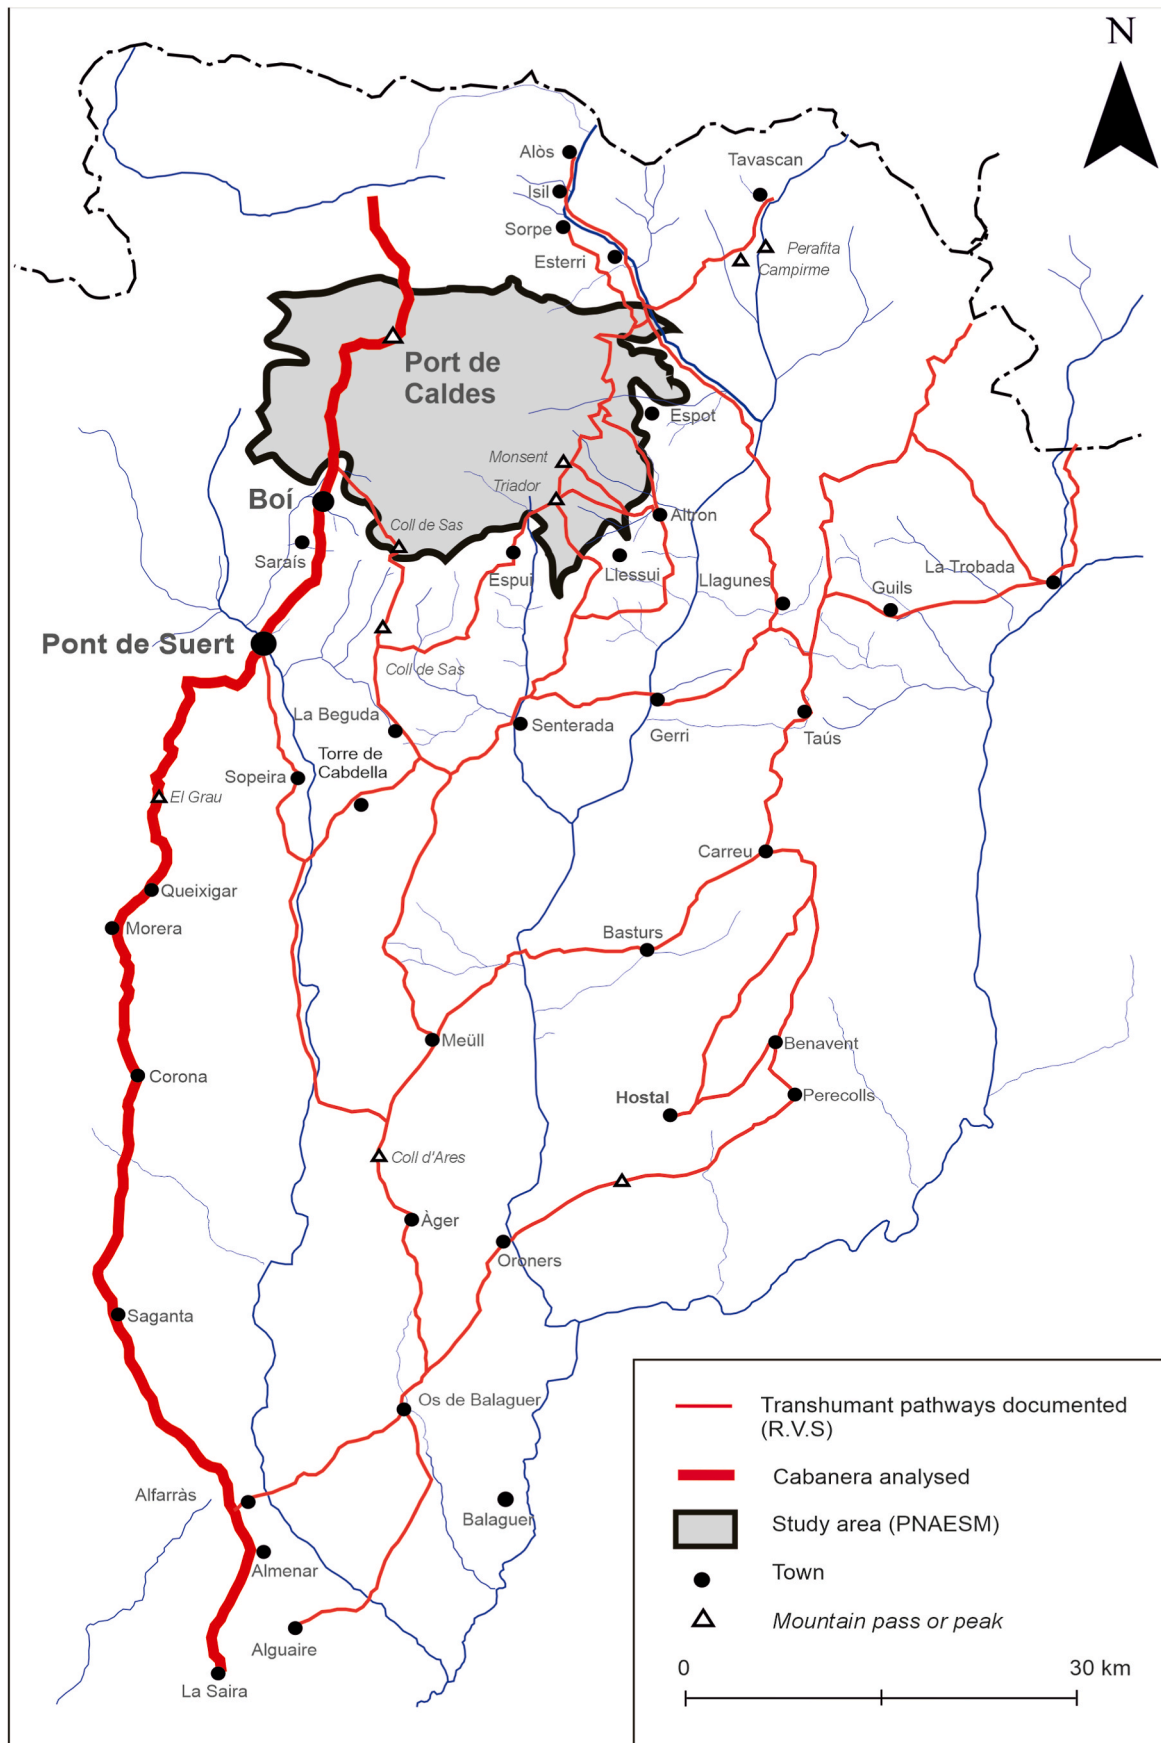 N
Alòs
Tavascan
Isil
Sorpe
Perafita
Esterri
Campirme
Port de
Caldes
Espot
Monsent
Triador
Boí
Coll de Sas
Altron
Saraís
Espui
Llessui
Llagunes
La Trobada
Guils
Pont de Suert
Coll de Sas
La Beguda
Senterada
Gerri
Taús
Torre de
Cabdella
Sopeira
El Grau
Carreu
Queixigar
Morera
Basturs
Meüll
Benavent
Corona
Hostal
Perecolls
Coll d'Ares
Àger
Oroners
Saganta
Os de Balaguer
Alfarràs
Balaguer
Almenar
Alguaire
La Saira
Transhumant pathways documented
(R.V.S)
Cabanera analysed
Study area (PNAESM)
Town
Mountain pass or peak
0 30 km